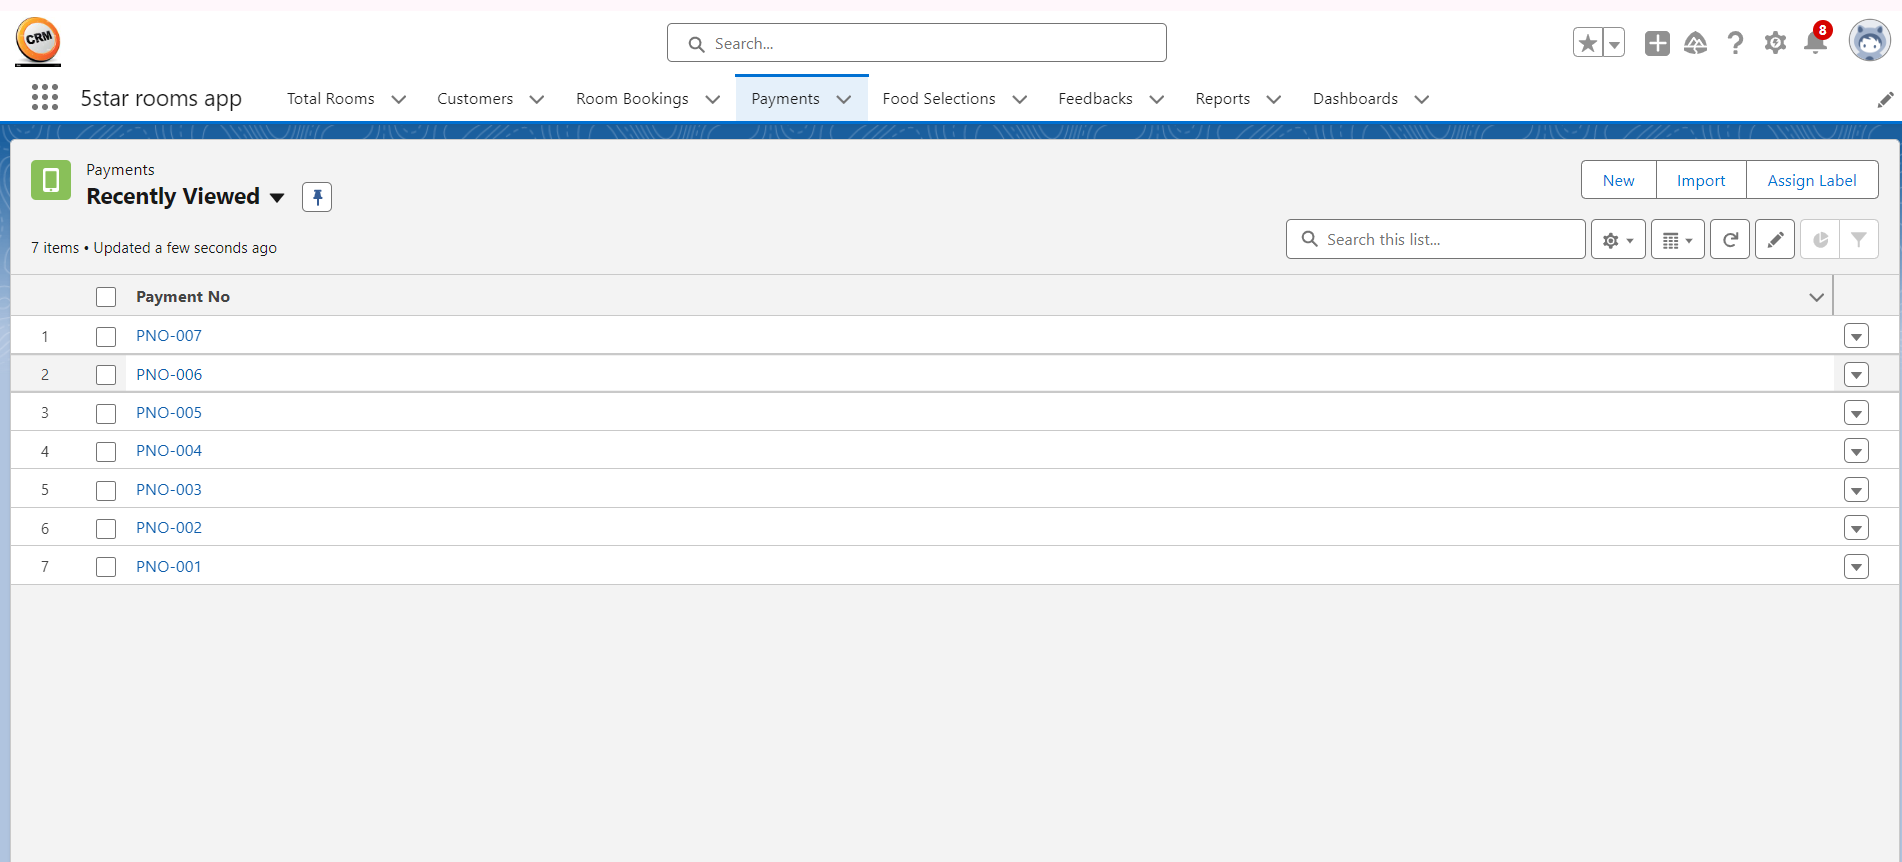 CRM
Search...
8
5star rooms app
Total Rooms
Customers
Room Bookings
Payments
Food Selections
Feedbacks
Reports
Dashboards
Payments
Recently Viewed
New
Import
Assign Label
7 items • Updated a few seconds ago
Search this list...
Payment No
1 PNO-007
2 PNO-006
3 PNO-005
4 PNO-004
5 PNO-003
6 PNO-002
7 PNO-001